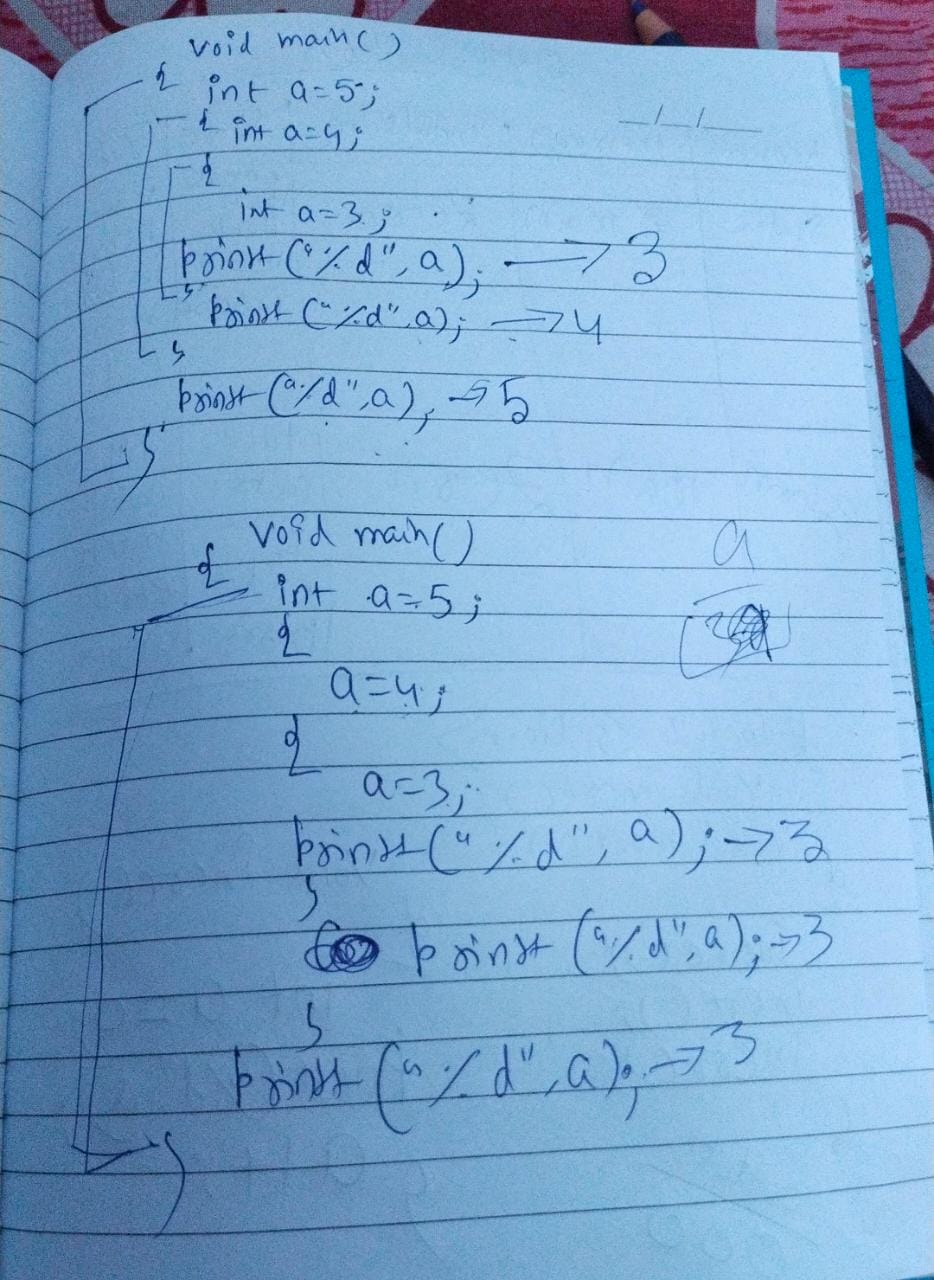 void main()
{ int a=5;
{ int a=4;
{
int a=3;
printf("%d", a); → 3
}
printf("%d",a); → 4
}
printf("%d",a); → 5
}
void main()
{
int a=5;
{
a=4;
{
a=3;
printf("%d", a); → 3
}
printf("%d",a); → 3
}
printf("%d",a); → 3
}
a